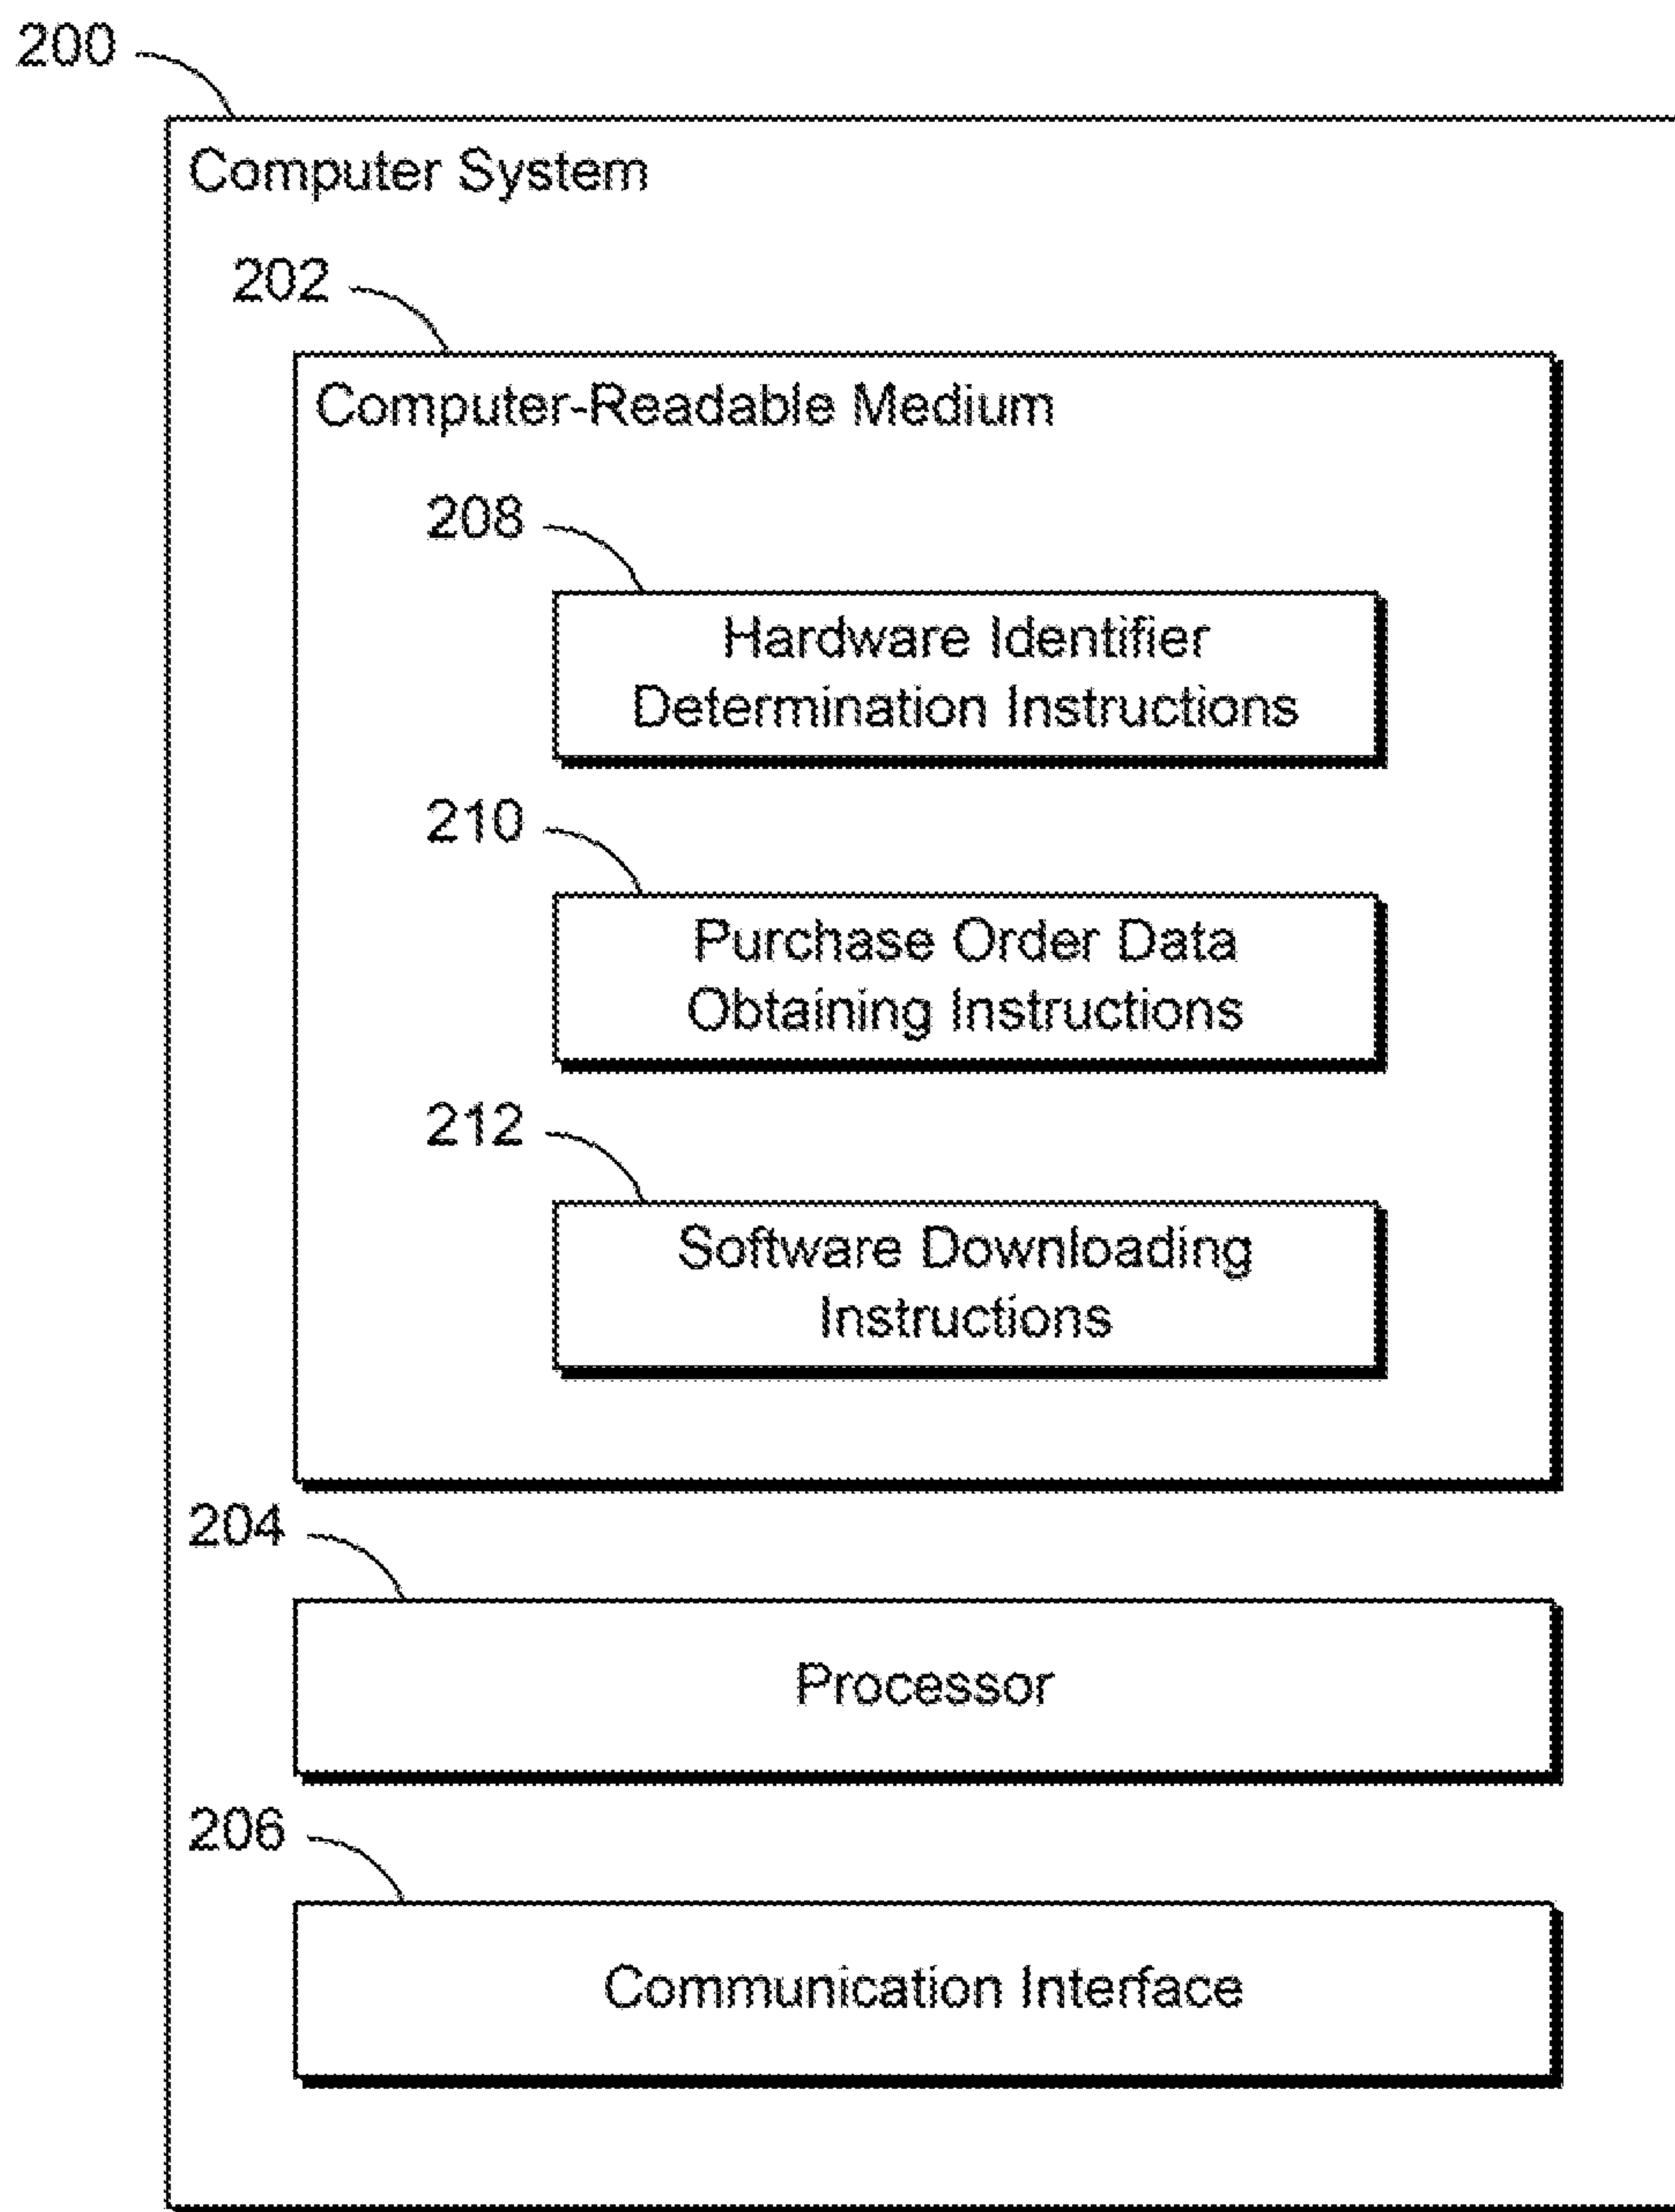 200
Computer System
202
Computer-Readable Medium
208
Hardware Identifier
Determination Instructions
210
Purchase Order Data
Obtaining Instructions
212
Software Downloading
Instructions
204
Processor
206
Communication Interface